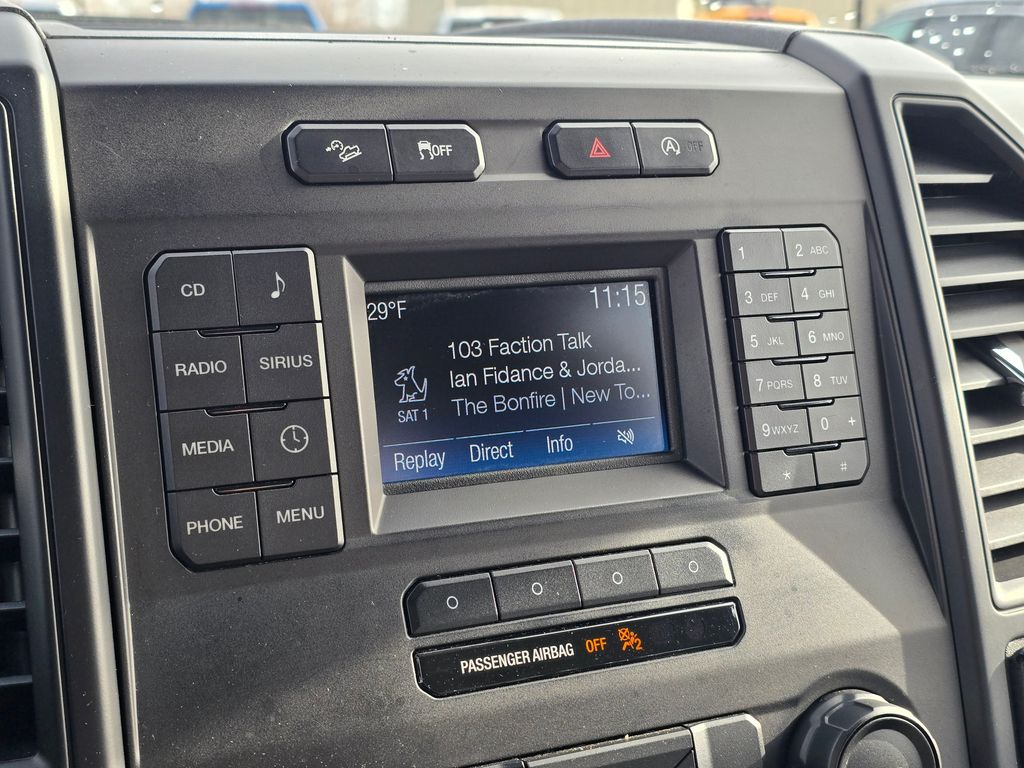 OFF
A OFF
CD
RADIO SIRIUS
MEDIA
PHONE MENU
29°F 11:15
103 Faction Talk
Ian Fidance & Jorda...
The Bonfire | New To...
SAT 1
Replay Direct Info
1 2 ABC
3 DEF 4 GHI
5 JKL 6 MNO
7 PQRS 8 TUV
9 WXYZ 0 +
* #
PASSENGER AIRBAG OFF 2